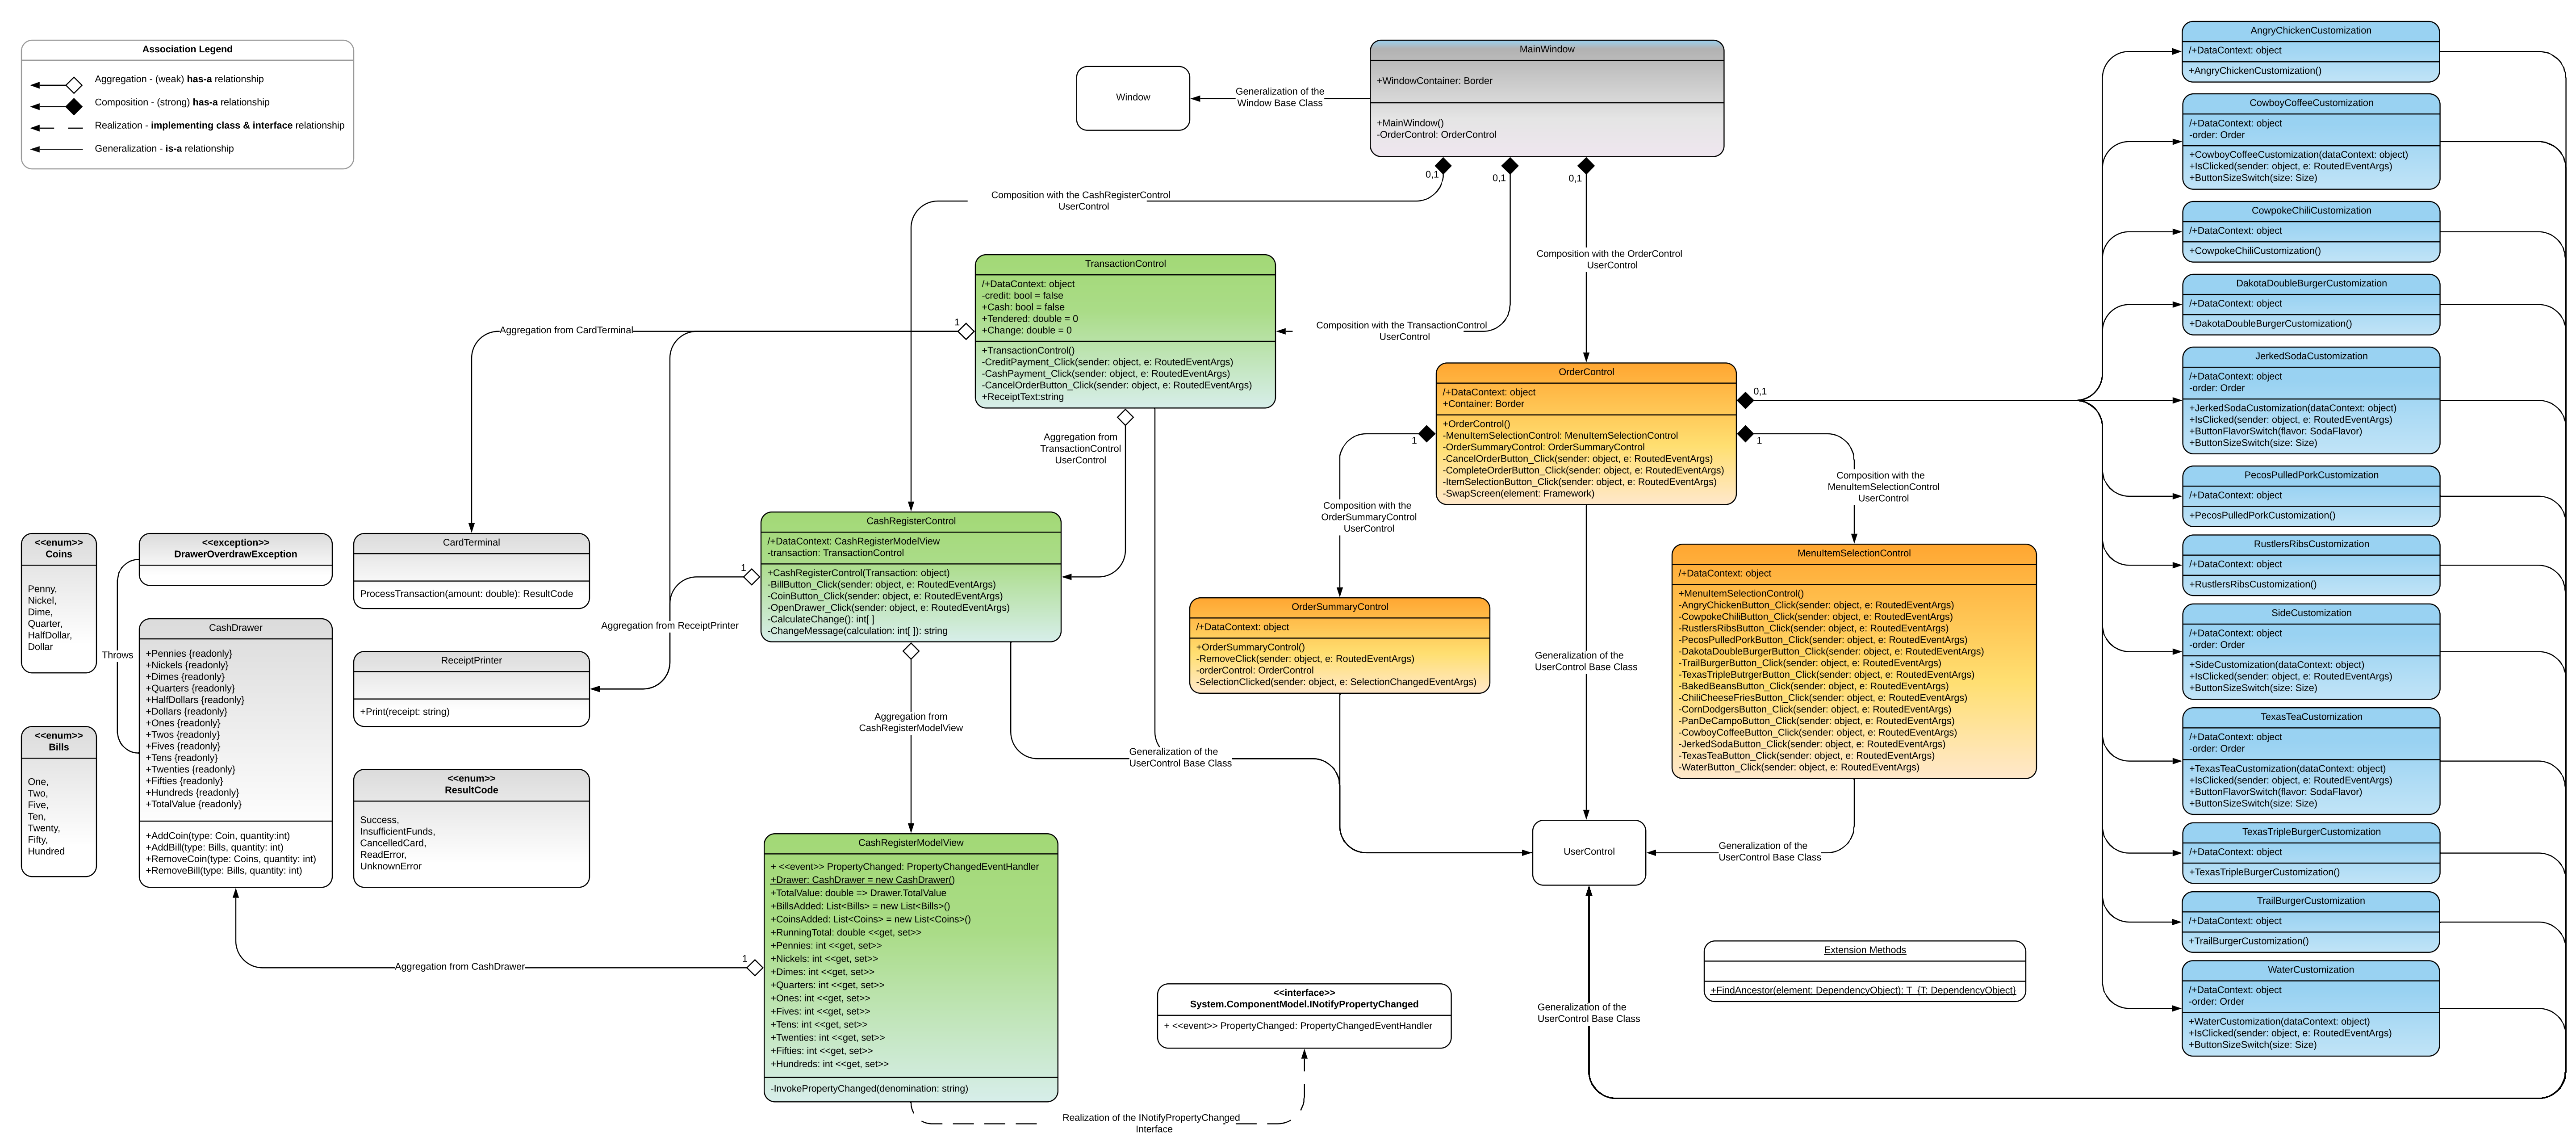 Association Legend
Aggregation - (weak) has-a relationship
Composition - (strong) has-a relationship
Realization - implementing class & interface relationship
Generalization - is-a relationship
Window
Generalization of the
Window Base Class
MainWindow
+WindowContainer: Border
+MainWindow()
-OrderControl: OrderControl
0,1
0,1
0,1
Composition with the CashRegisterControl
UserControl
Composition with the OrderControl
UserControl
Composition with the TransactionControl
UserControl
TransactionControl
/+DataContext: object
-credit: bool = false
+Cash: bool = false
+Tendered: double = 0
+Change: double = 0
+TransactionControl()
-CreditPayment_Click(sender: object, e: RoutedEventArgs)
-CashPayment_Click(sender: object, e: RoutedEventArgs)
-CancelOrderButton_Click(sender: object, e: RoutedEventArgs)
+ReceiptText:string
1
Aggregation from CardTerminal
Aggregation from
TransactionControl
UserControl
OrderControl
/+DataContext: object
+Container: Border
+OrderControl()
-MenuItemSelectionControl: MenuItemSelectionControl
-OrderSummaryControl: OrderSummaryControl
-CancelOrderButton_Click(sender: object, e: RoutedEventArgs)
-CompleteOrderButton_Click(sender: object, e: RoutedEventArgs)
-ItemSelectionButton_Click(sender: object, e: RoutedEventArgs)
-SwapScreen(element: Framework)
0,1
1
1
Composition with the
OrderSummaryControl
UserControl
Composition with the
MenuItemSelectionControl
UserControl
<<enum>>
Coins
Penny,
Nickel,
Dime,
Quarter,
HalfDollar,
Dollar
<<enum>>
Bills
One,
Two,
Five,
Ten,
Twenty,
Fifty,
Hundred
<<exception>>
DrawerOverdrawException
Throws
CashDrawer
+Pennies {readonly}
+Nickels {readonly}
+Dimes {readonly}
+Quarters {readonly}
+HalfDollars {readonly}
+Dollars {readonly}
+Ones {readonly}
+Twos {readonly}
+Fives {readonly}
+Tens {readonly}
+Twenties {readonly}
+Fifties {readonly}
+Hundreds {readonly}
+TotalValue {readonly}
+AddCoin(type: Coin, quantity:int)
+AddBill(type: Bills, quantity: int)
+RemoveCoin(type: Coins, quantity: int)
+RemoveBill(type: Bills, quantity: int)
CardTerminal
ProcessTransaction(amount: double): ResultCode
ReceiptPrinter
+Print(receipt: string)
<<enum>>
ResultCode
Success,
InsufficientFunds,
CancelledCard,
ReadError,
UnknownError
Aggregation from ReceiptPrinter
1
CashRegisterControl
/+DataContext: CashRegisterModelView
-transaction: TransactionControl
+CashRegisterControl(Transaction: object)
-BillButton_Click(sender: object, e: RoutedEventArgs)
-CoinButton_Click(sender: object, e: RoutedEventArgs)
-OpenDrawer_Click(sender: object, e: RoutedEventArgs)
-CalculateChange(): int[ ]
-ChangeMessage(calculation: int[ ]): string
Aggregation from
CashRegisterModelView
Generalization of the
UserControl Base Class
OrderSummaryControl
/+DataContext: object
+OrderSummaryControl()
-RemoveClick(sender: object, e: RoutedEventArgs)
-orderControl: OrderControl
-SelectionClicked(sender: object, e: SelectionChangedEventArgs)
Generalization of the
UserControl Base Class
MenuItemSelectionControl
/+DataContext: object
+MenuItemSelectionControl()
-AngryChickenButton_Click(sender: object, e: RoutedEventArgs)
-CowpokeChiliButton_Click(sender: object, e: RoutedEventArgs)
-RustlersRibsButton_Click(sender: object, e: RoutedEventArgs)
-PecosPulledPorkButton_Click(sender: object, e: RoutedEventArgs)
-DakotaDoubleBurgerButton_Click(sender: object, e: RoutedEventArgs)
-TrailBurgerButton_Click(sender: object, e: RoutedEventArgs)
-TexasTripleButrgerButton_Click(sender: object, e: RoutedEventArgs)
-BakedBeansButton_Click(sender: object, e: RoutedEventArgs)
-ChiliCheeseFriesButton_Click(sender: object, e: RoutedEventArgs)
-CornDodgersButton_Click(sender: object, e: RoutedEventArgs)
-PanDeCampoButton_Click(sender: object, e: RoutedEventArgs)
-CowboyCoffeeButton_Click(sender: object, e: RoutedEventArgs)
-JerkedSodaButton_Click(sender: object, e: RoutedEventArgs)
-TexasTeaButton_Click(sender: object, e: RoutedEventArgs)
-WaterButton_Click(sender: object, e: RoutedEventArgs)
UserControl
Generalization of the
UserControl Base Class
CashRegisterModelView
+ <<event>> PropertyChanged: PropertyChangedEventHandler
+Drawer: CashDrawer = new CashDrawer()
+TotalValue: double => Drawer.TotalValue
+BillsAdded: List<Bills> = new List<Bills>()
+CoinsAdded: List<Coins> = new List<Coins>()
+RunningTotal: double <<get, set>>
+Pennies: int <<get, set>>
+Nickels: int <<get, set>>
+Dimes: int <<get, set>>
+Quarters: int <<get, set>>
+Ones: int <<get, set>>
+Fives: int <<get, set>>
+Tens: int <<get, set>>
+Twenties: int <<get, set>>
+Fifties: int <<get, set>>
+Hundreds: int <<get, set>>
-InvokePropertyChanged(denomination: string)
1
Aggregation from CashDrawer
<<interface>>
System.ComponentModel.INotifyPropertyChanged
+ <<event>> PropertyChanged: PropertyChangedEventHandler
Realization of the INotifyPropertyChanged
Interface
Generalization of the
UserControl Base Class
Extension Methods
+FindAncestor(element: DependencyObject): T {T: DependencyObject}
AngryChickenCustomization
/+DataContext: object
+AngryChickenCustomization()
CowboyCoffeeCustomization
/+DataContext: object
-order: Order
+CowboyCoffeeCustomization(dataContext: object)
+IsClicked(sender: object, e: RoutedEventArgs)
+ButtonSizeSwitch(size: Size)
CowpokeChiliCustomization
/+DataContext: object
+CowpokeChiliCustomization()
DakotaDoubleBurgerCustomization
/+DataContext: object
+DakotaDoubleBurgerCustomization()
JerkedSodaCustomization
/+DataContext: object
-order: Order
+JerkedSodaCustomization(dataContext: object)
+IsClicked(sender: object, e: RoutedEventArgs)
+ButtonFlavorSwitch(flavor: SodaFlavor)
+ButtonSizeSwitch(size: Size)
PecosPulledPorkCustomization
/+DataContext: object
+PecosPulledPorkCustomization()
RustlersRibsCustomization
/+DataContext: object
+RustlersRibsCustomization()
SideCustomization
/+DataContext: object
-order: Order
+SideCustomization(dataContext: object)
+IsClicked(sender: object, e: RoutedEventArgs)
+ButtonSizeSwitch(size: Size)
TexasTeaCustomization
/+DataContext: object
-order: Order
+TexasTeaCustomization(dataContext: object)
+IsClicked(sender: object, e: RoutedEventArgs)
+ButtonFlavorSwitch(flavor: SodaFlavor)
+ButtonSizeSwitch(size: Size)
TexasTripleBurgerCustomization
/+DataContext: object
+TexasTripleBurgerCustomization()
TrailBurgerCustomization
/+DataContext: object
+TrailBurgerCustomization()
WaterCustomization
/+DataContext: object
-order: Order
+WaterCustomization(dataContext: object)
+IsClicked(sender: object, e: RoutedEventArgs)
+ButtonSizeSwitch(size: Size)